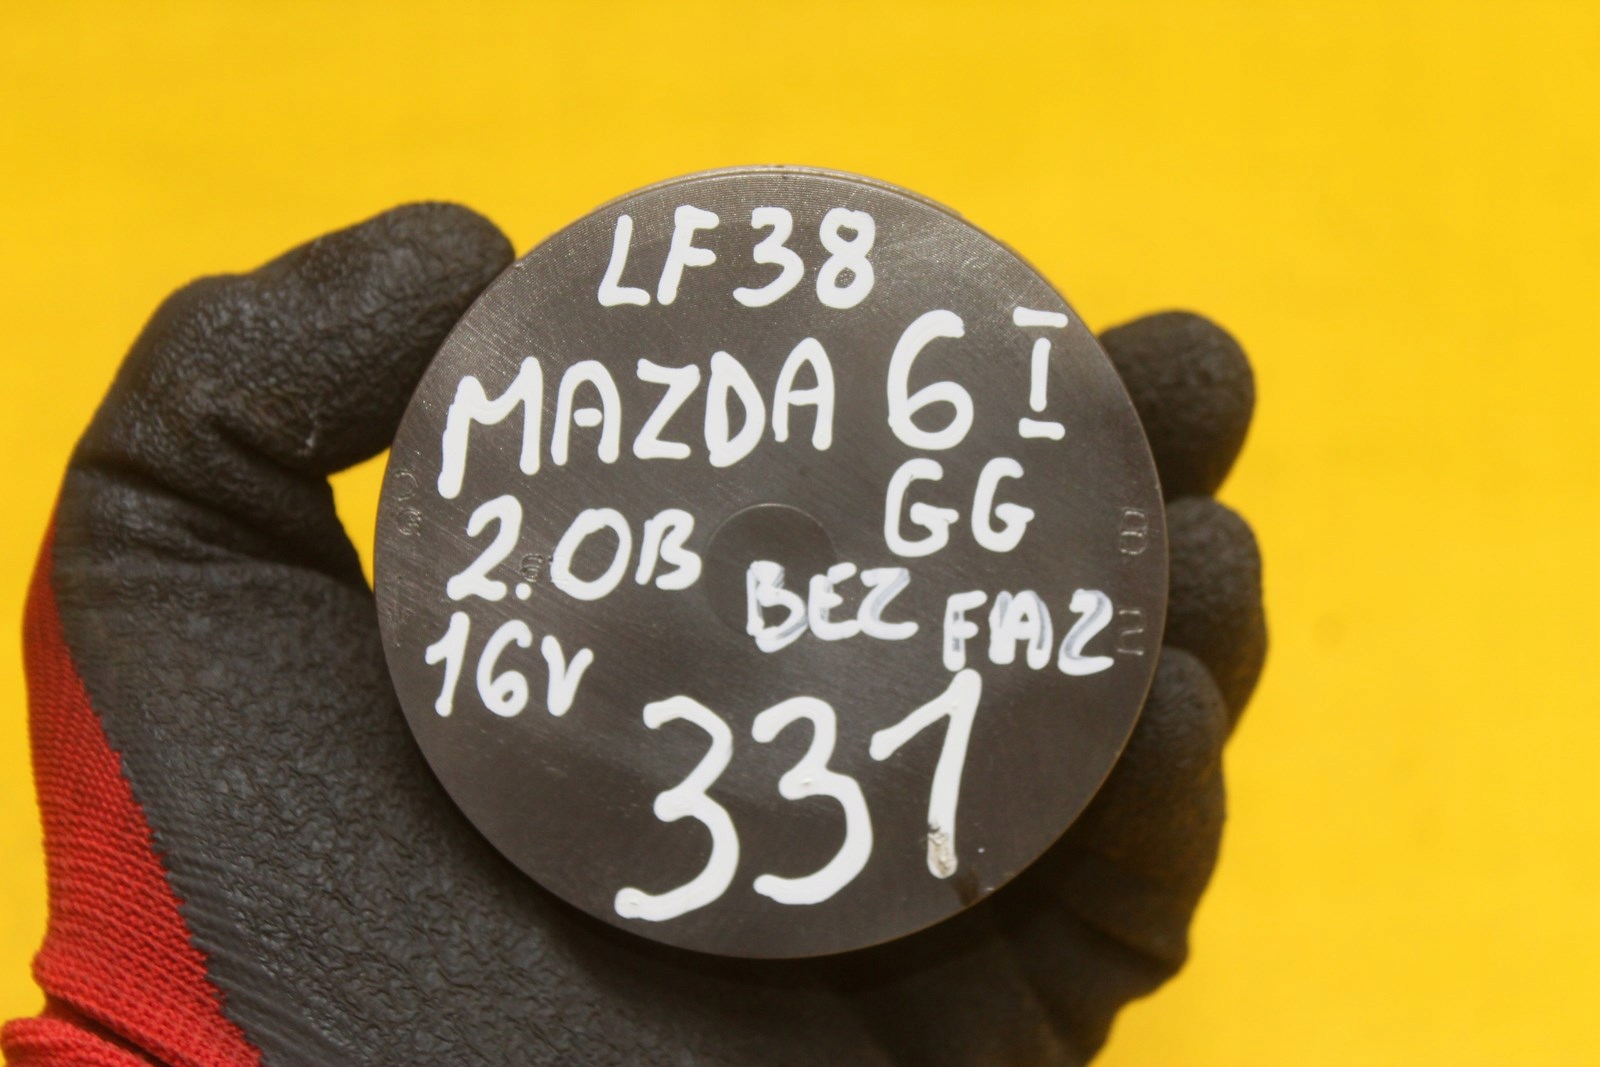 LF38
MAZDA 6 I
GG
2.0B
16V
BEZ FAZ
331